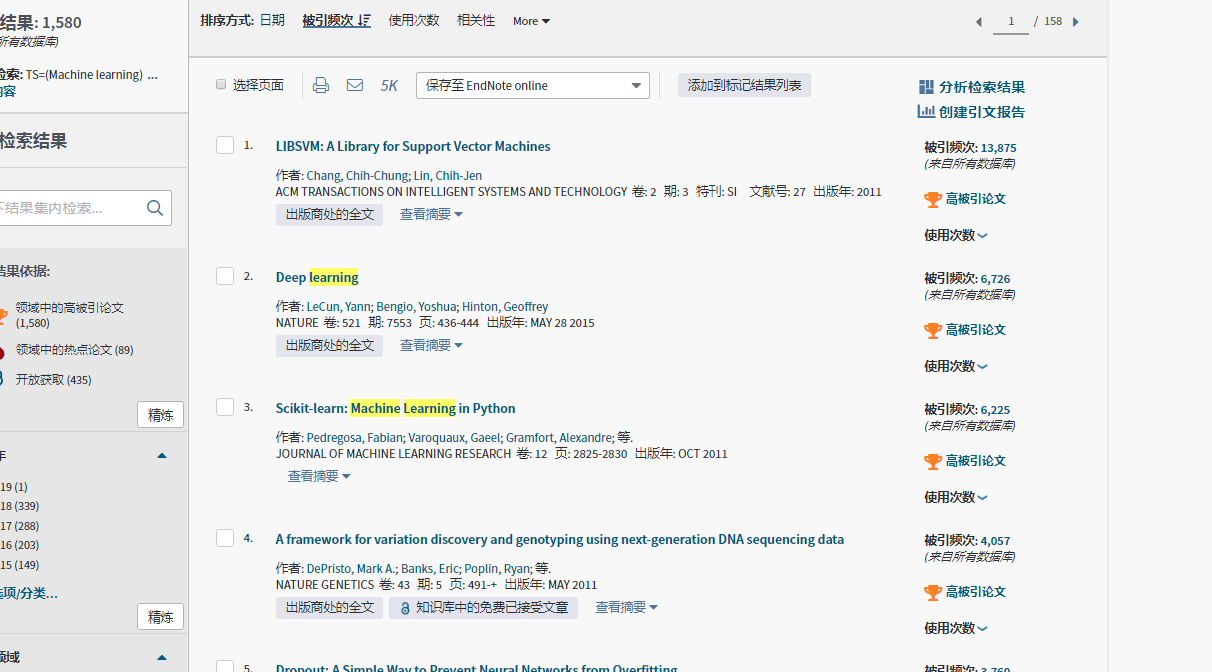 结果: 1,580
所有数据库)
检索: TS=(Machine learning) ...
内容
检索结果
结果集内检索...
结果依据:
领域中的高被引论文
(1,580)
领域中的热点论文 (89)
开放获取 (435)
精炼
年
19 (1)
18 (339)
17 (288)
16 (203)
15 (149)
选项/分类...
精炼
领域
排序方式: 日期 被引频次 使用次数 相关性 More
1 / 158
选择页面 5K 保存至 EndNote online 添加到标记结果列表
分析检索结果
创建引文报告
1. LIBSVM: A Library for Support Vector Machines
作者: Chang, Chih-Chung; Lin, Chih-Jen
ACM TRANSACTIONS ON INTELLIGENT SYSTEMS AND TECHNOLOGY 卷: 2 期: 3 特刊: SI 文献号: 27 出版年: 2011
出版商处的全文 查看摘要
被引频次: 13,875
(来自所有数据库)
高被引论文
使用次数
2. Deep learning
作者: LeCun, Yann; Bengio, Yoshua; Hinton, Geoffrey
NATURE 卷: 521 期: 7553 页: 436-444 出版年: MAY 28 2015
出版商处的全文 查看摘要
被引频次: 6,726
(来自所有数据库)
高被引论文
使用次数
3. Scikit-learn: Machine Learning in Python
作者: Pedregosa, Fabian; Varoquaux, Gael; Gramfort, Alexandre; 等.
JOURNAL OF MACHINE LEARNING RESEARCH 卷: 12 页: 2825-2830 出版年: OCT 2011
查看摘要
被引频次: 6,225
(来自所有数据库)
高被引论文
使用次数
4. A framework for variation discovery and genotyping using next-generation DNA sequencing data
作者: DePristo, Mark A.; Banks, Eric; Poplin, Ryan; 等.
NATURE GENETICS 卷: 43 期: 5 页: 491-+ 出版年: MAY 2011
出版商处的全文 知识库中的免费已接受文章 查看摘要
被引频次: 4,057
(来自所有数据库)
高被引论文
使用次数
5. Dropout: A Simple Way to Prevent Neural Networks from Overfitting
被引频次: 3,760